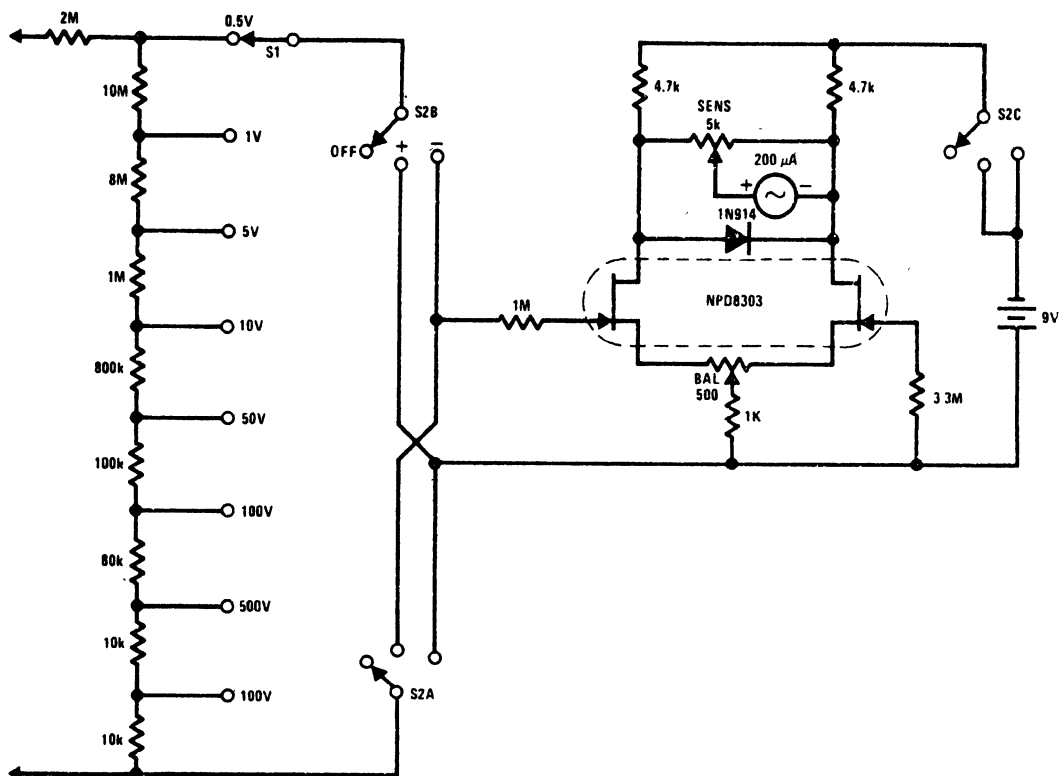 2M
0.5V
S1
10M
1V
8M
5V
1M
10V
800k
50V
100k
100V
80k
500V
10k
100V
10k
S2B
OFF
+
−
S2A
1M
4.7k
4.7k
SENS
5k
200 µA
+
−
1N914
NPD8303
BAL
500
1K
3 3M
S2C
9V